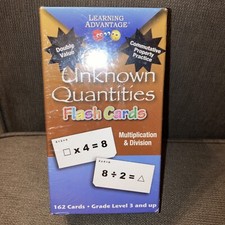 LEARNING ADVANTAGE
Double
Value
Commutative
Property
Practice
Unknown
Quantities
Flash Cards
Multiplication
& Division
□ x 4 = 8
8 ÷ 2 = △
162 Cards • Grade Level 3 and up